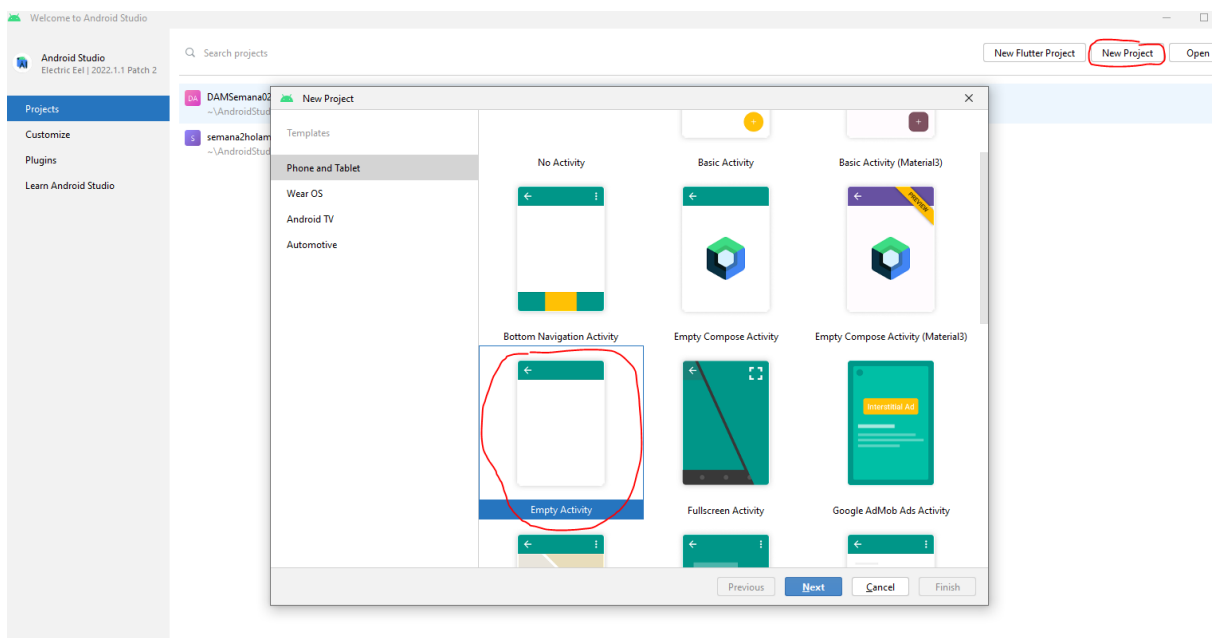 Welcome to Android Studio
Android Studio
Electric Eel | 2022.1.1 Patch 2
Search projects
New Flutter Project
New Project
Open
Projects
Customize
Plugins
Learn Android Studio
DA
DAMSemana02
~\AndroidStud
S
semana2holam
~\AndroidStud
New Project
Templates
Phone and Tablet
Wear OS
Android TV
Automotive
No Activity
Basic Activity
Basic Activity (Material3)
PREVIEW
Bottom Navigation Activity
Empty Compose Activity
Empty Compose Activity (Material3)
Interstitial Ad
Empty Activity
Fullscreen Activity
Google AdMob Ads Activity
Previous
Next
Cancel
Finish